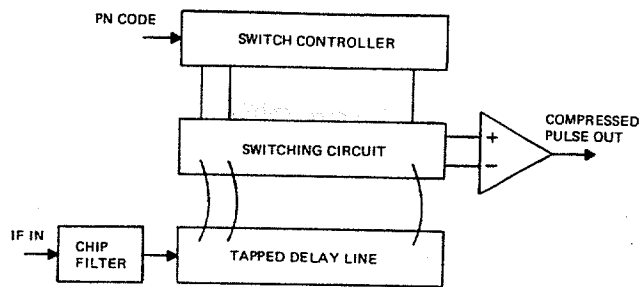 PN CODE
SWITCH CONTROLLER
SWITCHING CIRCUIT
+
−
COMPRESSED
PULSE OUT
IF IN
CHIP
FILTER
TAPPED DELAY LINE